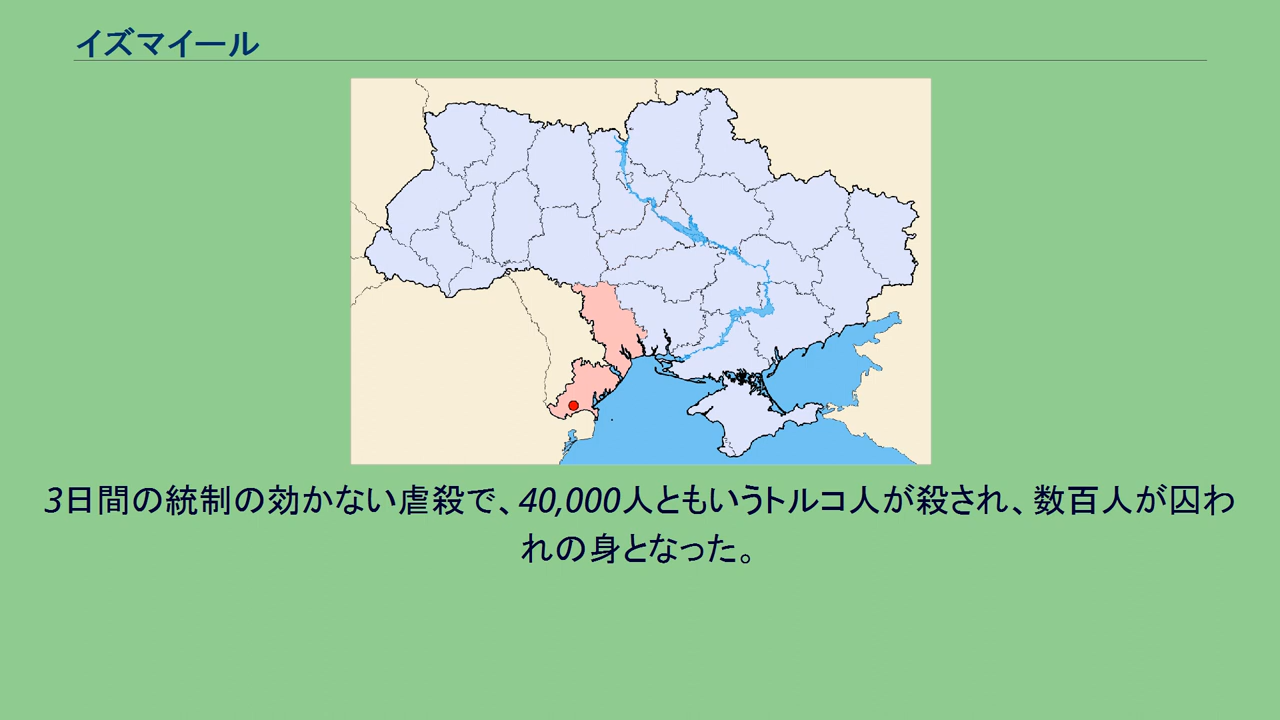 イズマイール
3日間の統制の効かない虐殺で、40,000人ともいうトルコ人が殺され、数百人が囚わ
れの身となった。